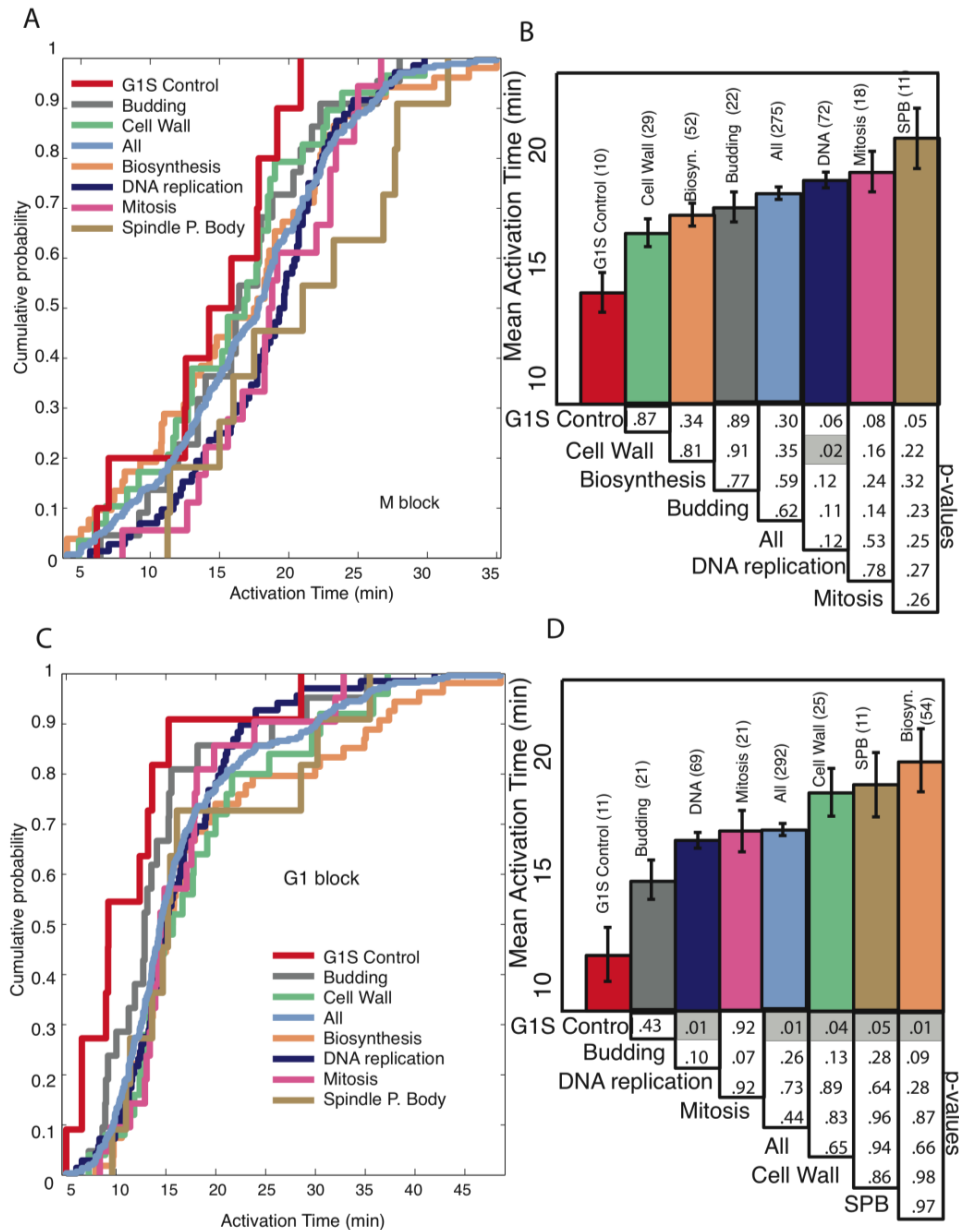 A
1
0.9
0.8
0.7
0.6
0.5
0.4
0.3
0.2
0.1
0
Cumulative probability
G1S Control
Budding
Cell Wall
All
Biosynthesis
DNA replication
Mitosis
Spindle P. Body
M block
5 10 15 20 25 30 35
Activation Time (min)
B
Mean Activation Time (min)
20
15
10
G1S Control (10)
Cell Wall (29)
Biosyn. (52)
Budding (22)
All (275)
DNA (72)
Mitosis (18)
SPB (11)
G1S Control .87 .34 .89 .30 .06 .08 .05
Cell Wall .81 .91 .35 .02 .16 .22
Biosynthesis .77 .59 .12 .24 .32
Budding .62 .11 .14 .23
All .12 .53 .25
DNA replication .78 .27
Mitosis .26
p-values
C
1
0.9
0.8
0.7
0.6
0.5
0.4
0.3
0.2
0.1
0
Cumulative probability
G1 block
G1S Control
Budding
Cell Wall
All
Biosynthesis
DNA replication
Mitosis
Spindle P. Body
5 10 15 20 25 30 35 40 45
Activation Time (min)
D
Mean Activation Time (min)
20
15
10
G1S Control (11)
Budding (21)
DNA (69)
Mitosis (21)
All (292)
Cell Wall (25)
SPB (11)
Biosyn.
(54)
G1S Control .43 .01 .92 .01 .04 .05 .01
Budding .10 .07 .26 .13 .28 .09
DNA replication .92 .73 .89 .64 .28
Mitosis .44 .83 .96 .87
All .65 .94 .66
Cell Wall .86 .98
SPB .97
p-values